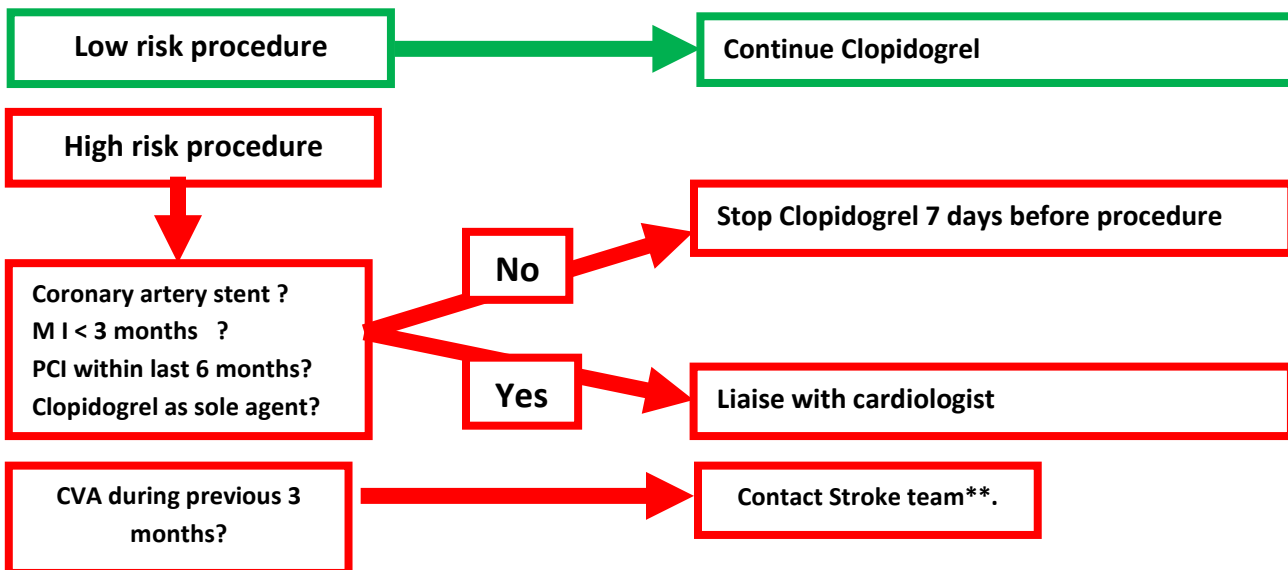 Low risk procedure
Continue Clopidogrel
High risk procedure
Stop Clopidogrel 7 days before procedure
No
Coronary artery stent ?
M I < 3 months ?
PCI within last 6 months?
Clopidogrel as sole agent?
Yes
Liaise with cardiologist
CVA during previous 3
months?
Contact Stroke team**.